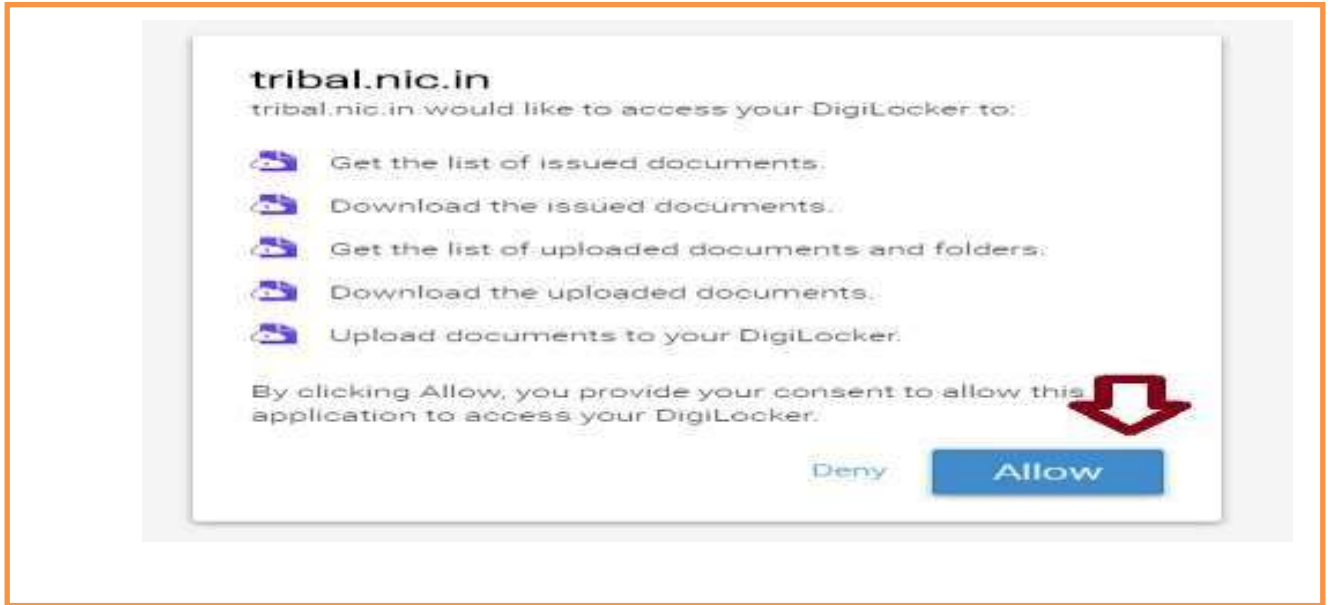 tribal.nic.in
tribal.nic.in would like to access your DigiLocker to:
Get the list of issued documents.
Download the issued documents.
Get the list of uploaded documents and folders.
Download the uploaded documents.
Upload documents to your DigiLocker.
By clicking Allow, you provide your consent to allow this
application to access your DigiLocker.
Deny Allow